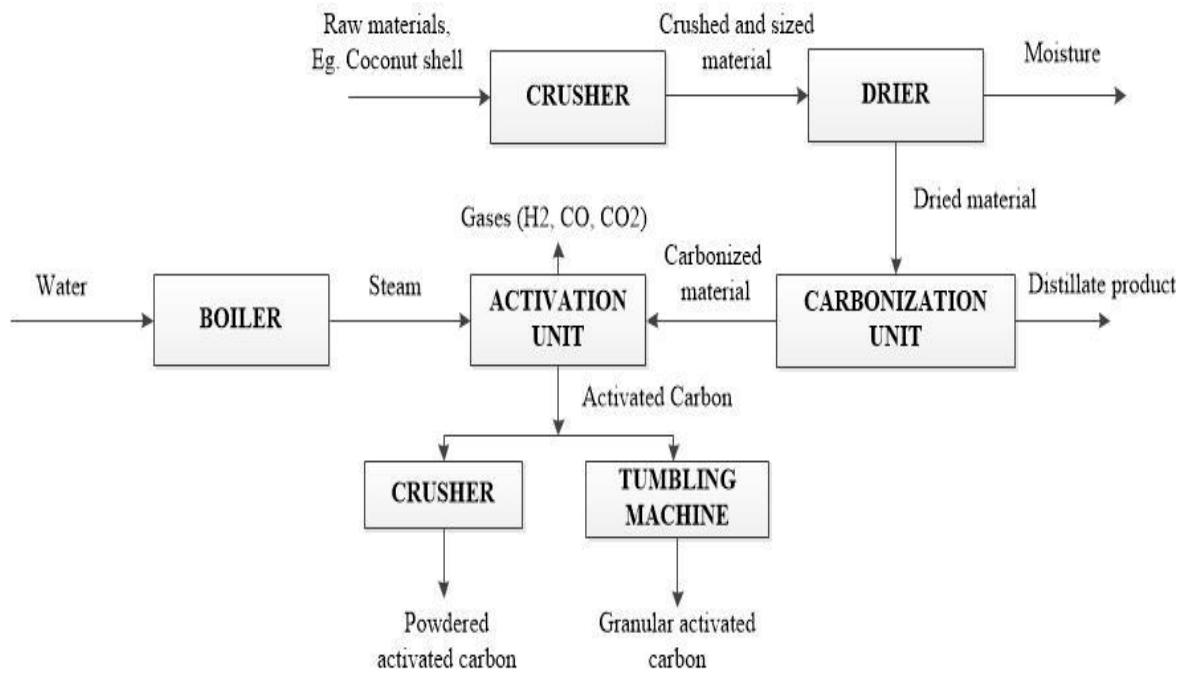 Raw materials,
Eg. Coconut shell
CRUSHER
Crushed and sized
material
DRIER
Moisture
Dried material
Gases (H2, CO, CO2)
Water
BOILER
Steam
ACTIVATION
UNIT
Carbonized
material
CARBONIZATION
UNIT
Distillate product
Activated Carbon
CRUSHER
TUMBLING
MACHINE
Powdered
activated carbon
Granular activated
carbon